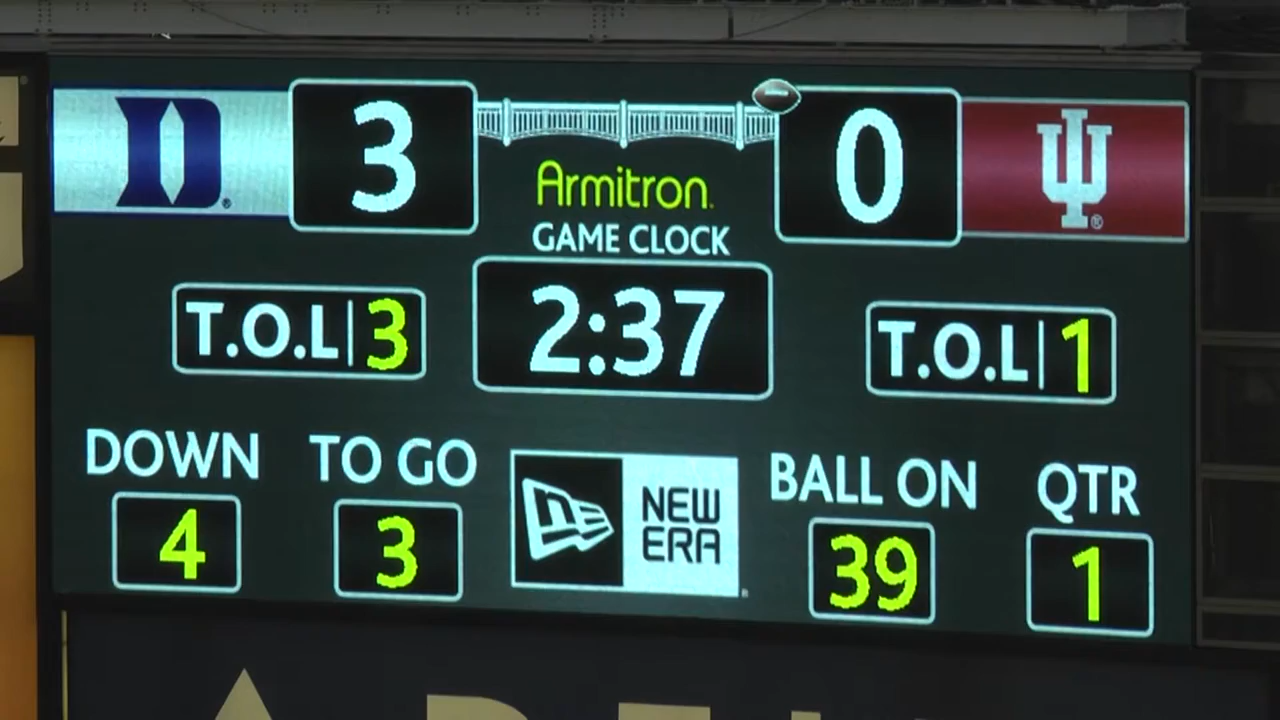 D®
3
0
IU®
Armitron.
GAME CLOCK
2:37
T.O.L 3
T.O.L 1
DOWN
TO GO
BALL ON
QTR
4
3
NEW
ERA
39
1